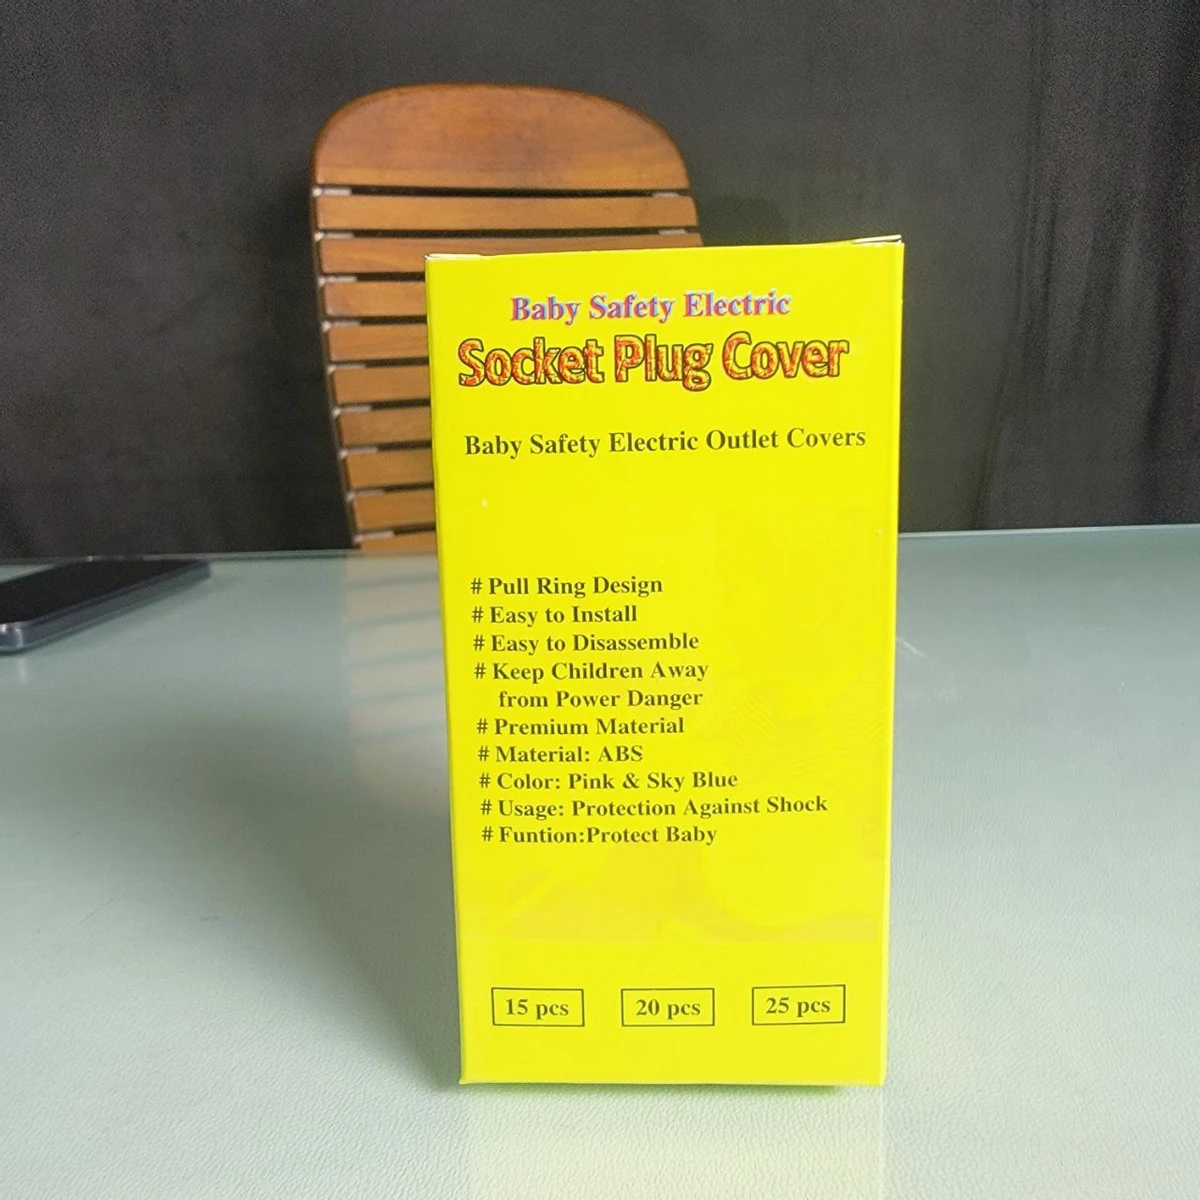 Baby Safety Electric
Socket Plug Cover
Baby Safety Electric Outlet Covers
# Pull Ring Design
# Easy to Install
# Easy to Disassemble
# Keep Children Away
from Power Danger
# Premium Material
# Material: ABS
# Color: Pink & Sky Blue
# Usage: Protection Against Shock
# Funtion:Protect Baby
15 pcs 20 pcs 25 pcs